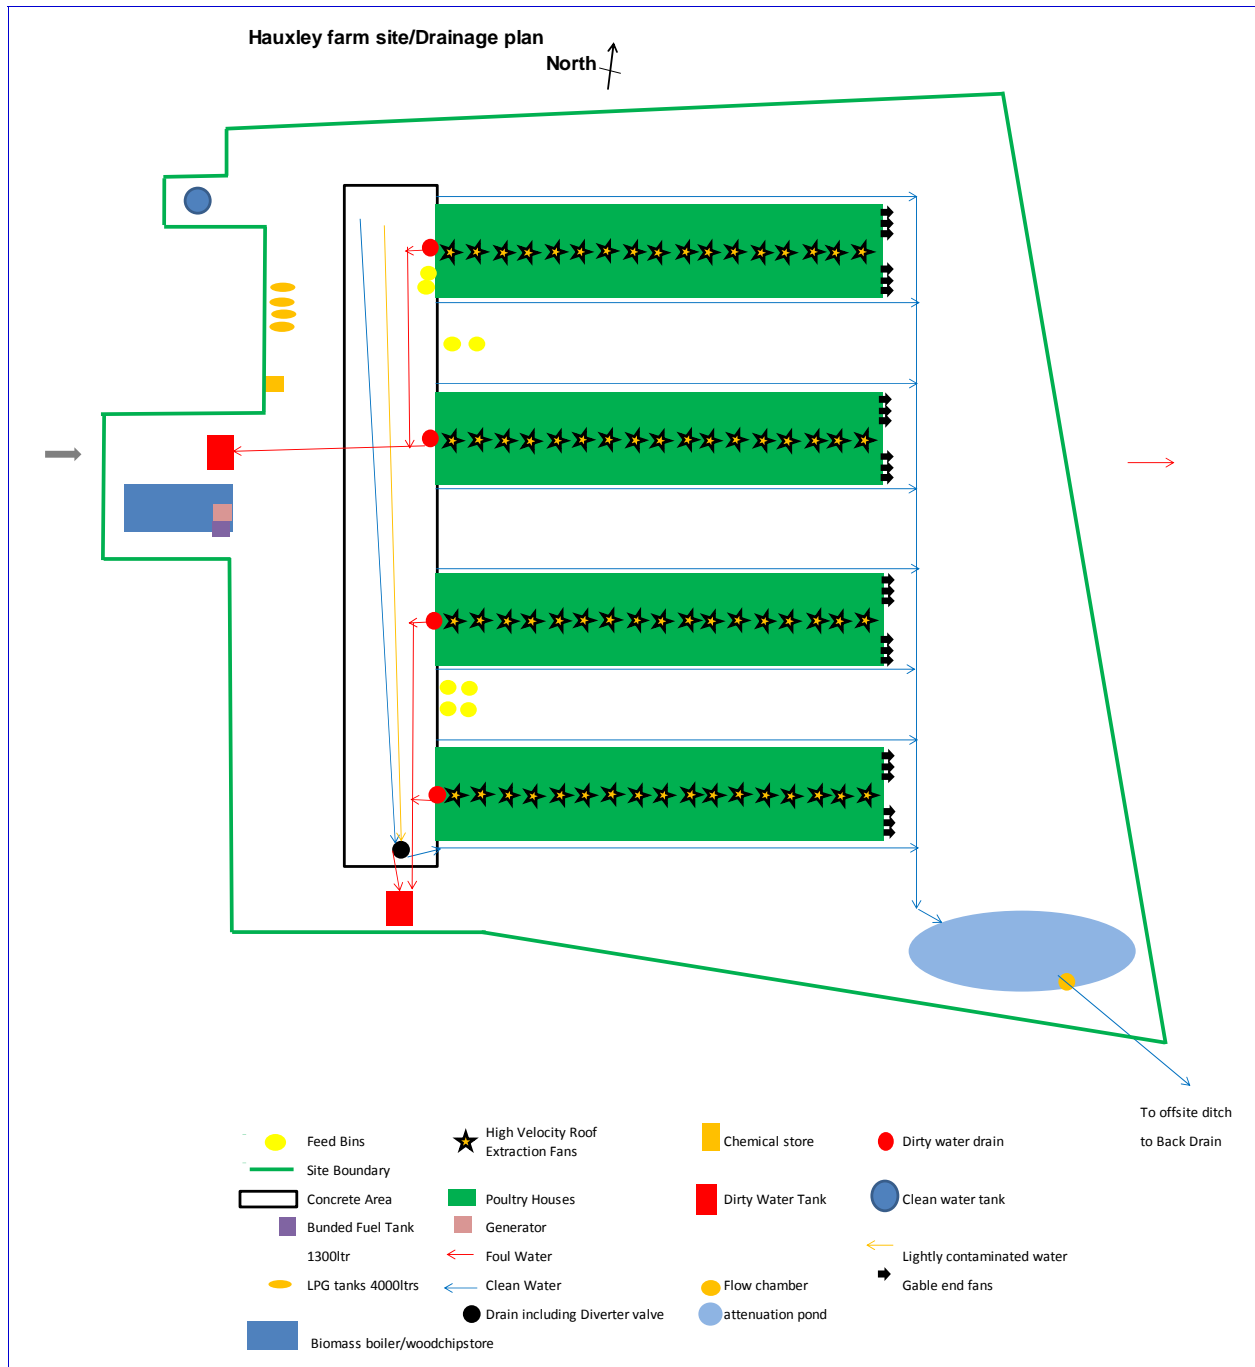 Hauxley farm site/Drainage plan
North
To offsite ditch
to Back Drain
Feed Bins
High Velocity Roof
Extraction Fans
Chemical store
Dirty water drain
Site Boundary
Concrete Area
Poultry Houses
Dirty Water Tank
Clean water tank
Bunded Fuel Tank
1300ltr
Generator
Foul Water
Lightly contaminated water
LPG tanks 4000ltrs
Clean Water
Flow chamber
Gable end fans
Drain including Diverter valve
attenuation pond
Biomass boiler/woodchipstore